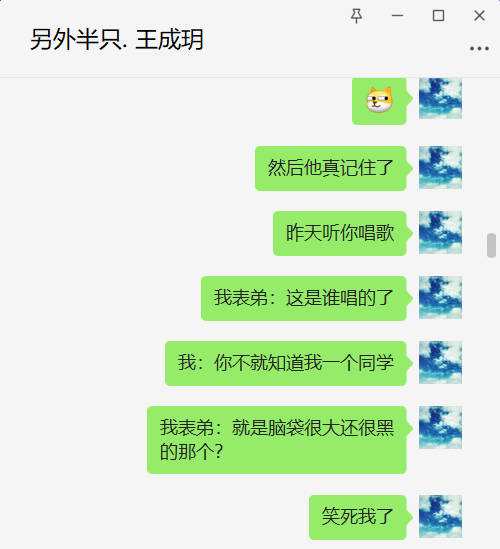 另外半只. 王成玥
然后他真记住了
昨天听你唱歌
我表弟：这是谁唱的了
我：你不就知道我一个同学
我表弟：就是脑袋很大还很黑
的那个？
笑死我了